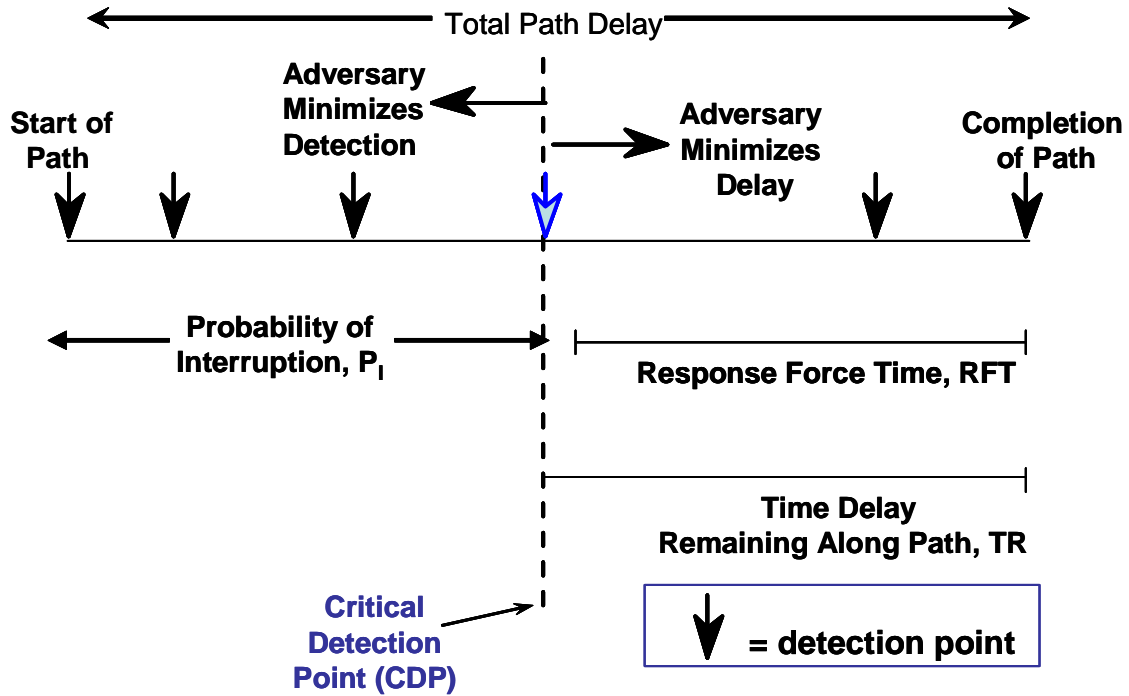 Total Path Delay
Adversary
Minimizes
Detection
Adversary
Minimizes
Delay
Start of
Path
Completion
of Path
Probability of
Interruption, P_I
Response Force Time, RFT
Time Delay
Remaining Along Path, TR
Critical
Detection
Point (CDP)
= detection point